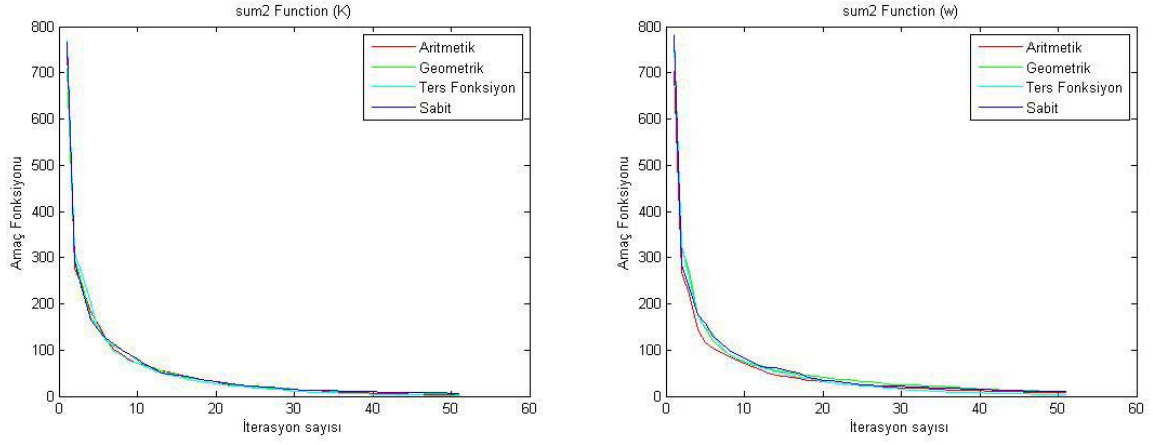 sum2 Function (K)
800
700
600
500
400
300
200
100
0
Amaç Fonksiyonu
Aritmetik
Geometrik
Ters Fonksiyon
Sabit
0 10 20 30 40 50 60
İterasyon sayısı
sum2 Function (w)
800
700
600
500
400
300
200
100
0
Amaç Fonksiyonu
Aritmetik
Geometrik
Ters Fonksiyon
Sabit
0 10 20 30 40 50 60
İterasyon sayısı